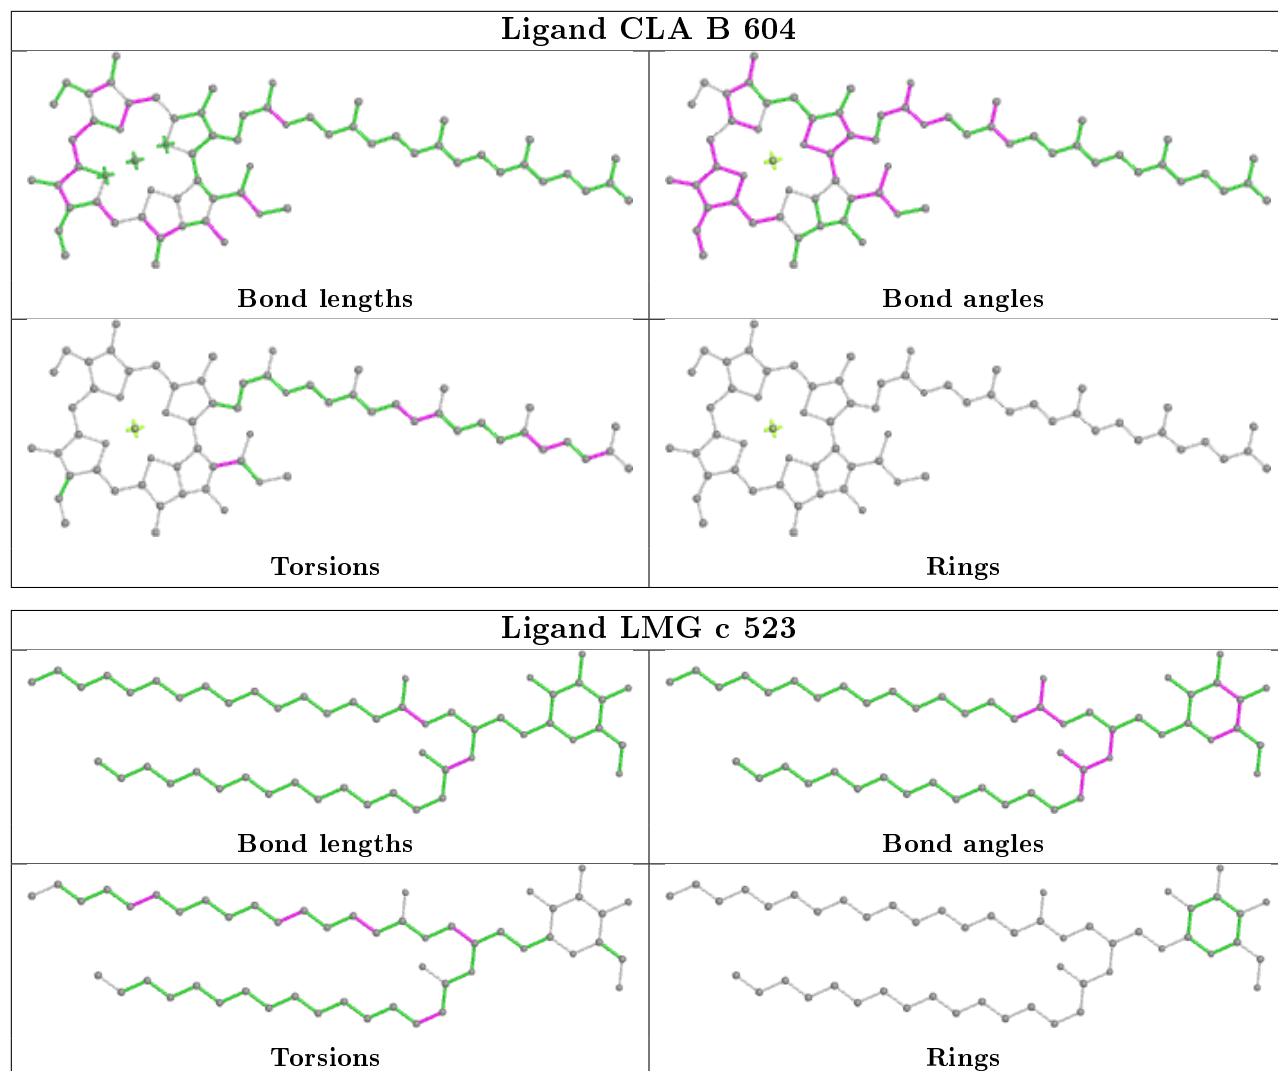 Ligand CLA B 604
Bond lengths
Bond angles
Torsions
Rings
Ligand LMG c 523
Bond lengths
Bond angles
Torsions
Rings